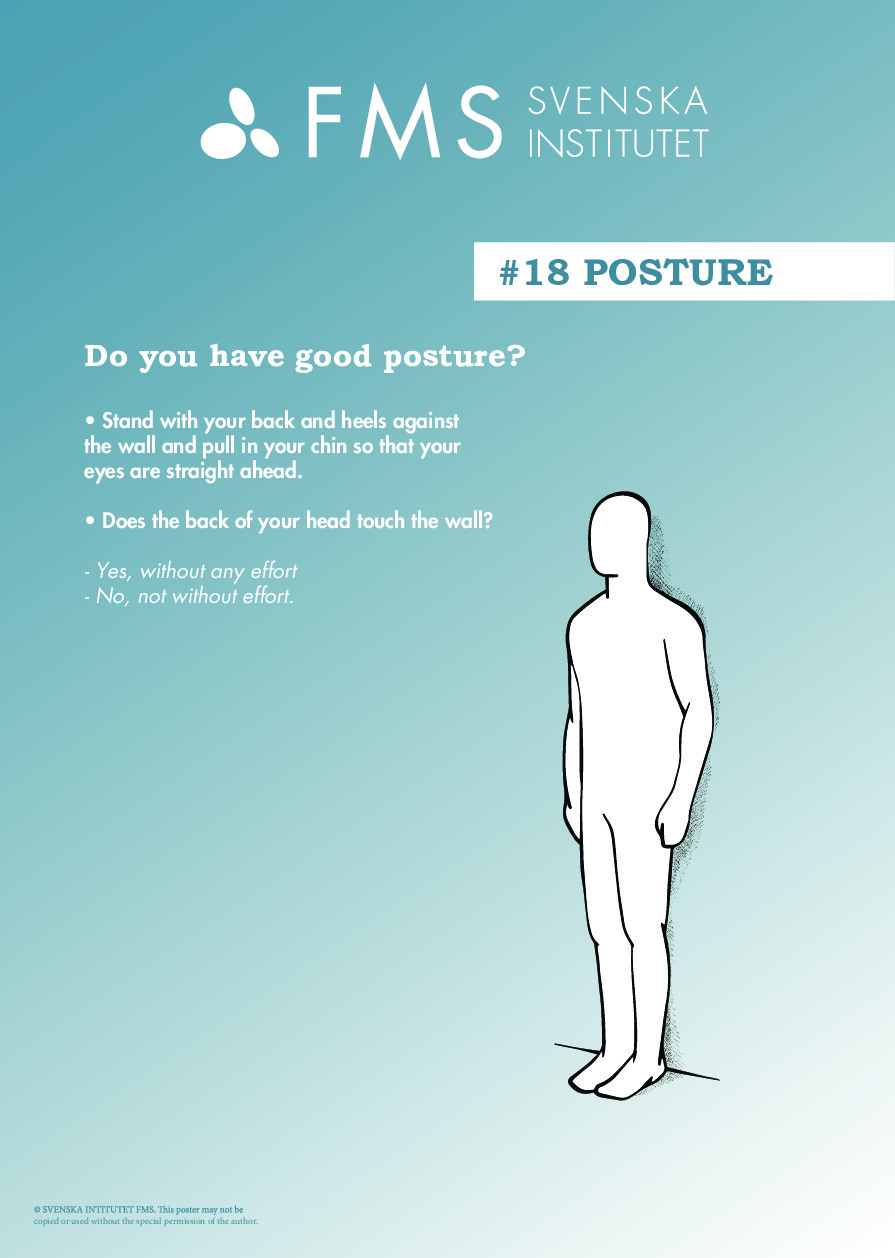 FMS SVENSKA
INSTITUTET
#18 POSTURE
Do you have good posture?
• Stand with your back and heels against
the wall and pull in your chin so that your
eyes are straight ahead.
• Does the back of your head touch the wall?
- Yes, without any effort
- No, not without effort.
© SVENSKA INTITUTET FMS. This poster may not be
copied or used without the special permission of the author.